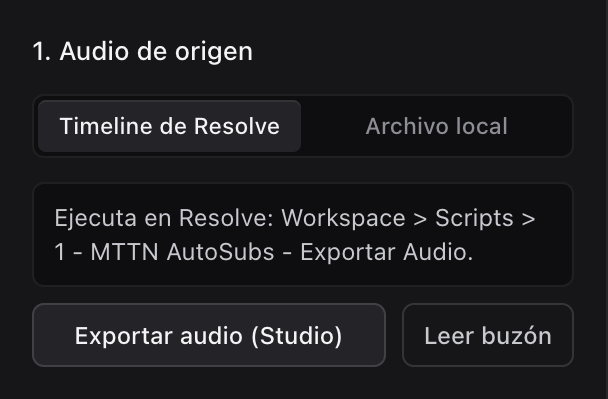 1. Audio de origen
Timeline de Resolve
Archivo local
Ejecuta en Resolve: Workspace > Scripts >
1 - MTTN AutoSubs - Exportar Audio.
Exportar audio (Studio)
Leer buzón